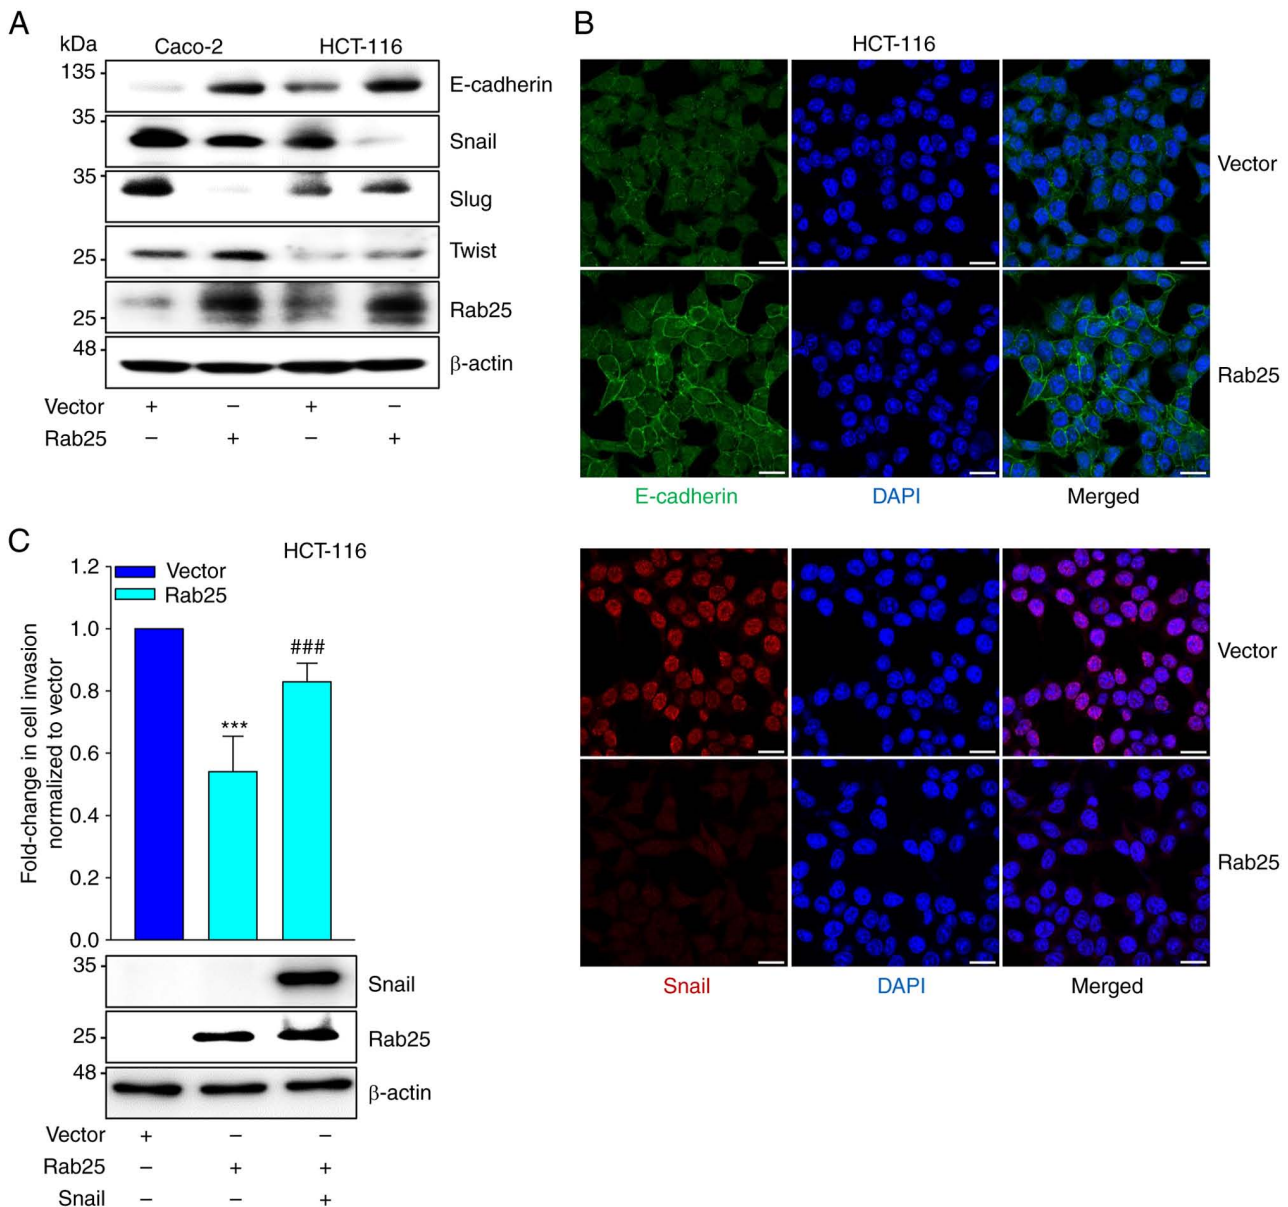 A
kDa Caco-2 HCT-116
135 E-cadherin
35 Snail
35 Slug
25 Twist
25 Rab25
48 β-actin
Vector + − + −
Rab25 − + − +
B
HCT-116
Vector
Rab25
E-cadherin DAPI Merged
Vector
Rab25
Snail DAPI Merged
C
HCT-116
Vector
Rab25
Fold-change in cell invasion
normalized to vector
1.2
1.0
0.8
0.6
0.4
0.2
0.0
***
###
35 Snail
25 Rab25
48 β-actin
Vector + − −
Rab25 − + +
Snail − − +